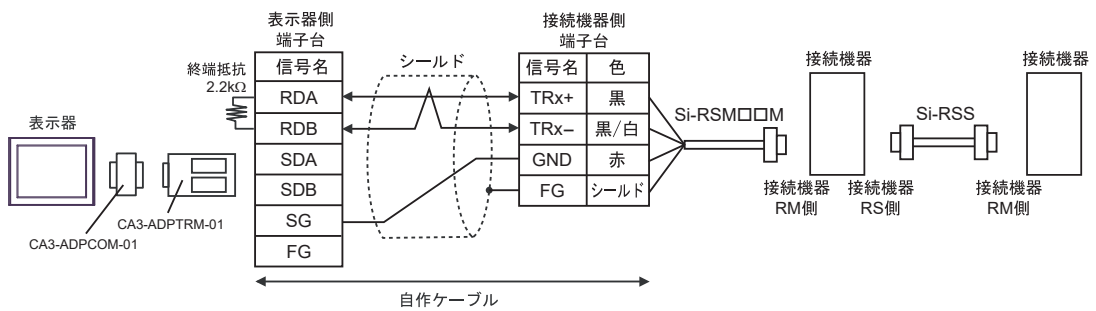 表示器
CA3-ADPCOM-01
CA3-ADPTRM-01
終端抵抗
2.2kΩ
表示器側
端子台
信号名
RDA
RDB
SDA
SDB
SG
FG
シールド
接続機器側
端子台
信号名 色
TRx+ 黒
TRx− 黒/白
GND 赤
FG シールド
自作ケーブル
Si-RSM□□M
接続機器
接続機器
RM側
接続機器
RS側
Si-RSS
接続機器
接続機器
RM側